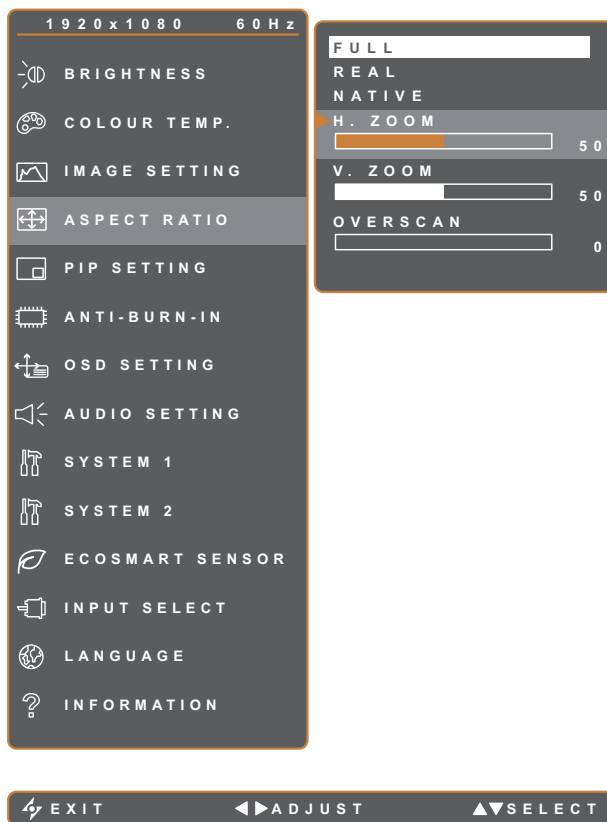 1920x1080 60Hz
BRIGHTNESS
COLOUR TEMP.
IMAGE SETTING
ASPECT RATIO
PIP SETTING
ANTI-BURN-IN
OSD SETTING
AUDIO SETTING
SYSTEM 1
SYSTEM 2
ECOSMART SENSOR
INPUT SELECT
LANGUAGE
INFORMATION
FULL
REAL
NATIVE
H. ZOOM
50
V. ZOOM
50
OVERSCAN
0
EXIT ◀▶ADJUST ▲▼SELECT